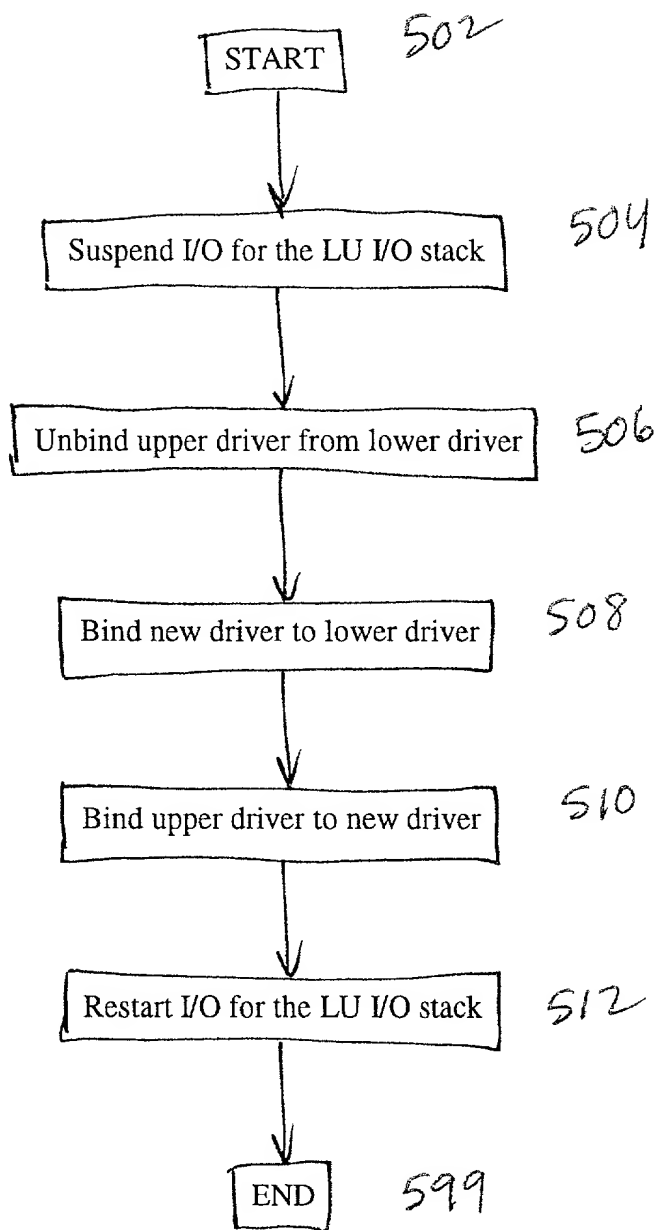 START 502
Suspend I/O for the LU I/O stack 504
Unbind upper driver from lower driver 506
Bind new driver to lower driver 508
Bind upper driver to new driver 510
Restart I/O for the LU I/O stack 512
END 599